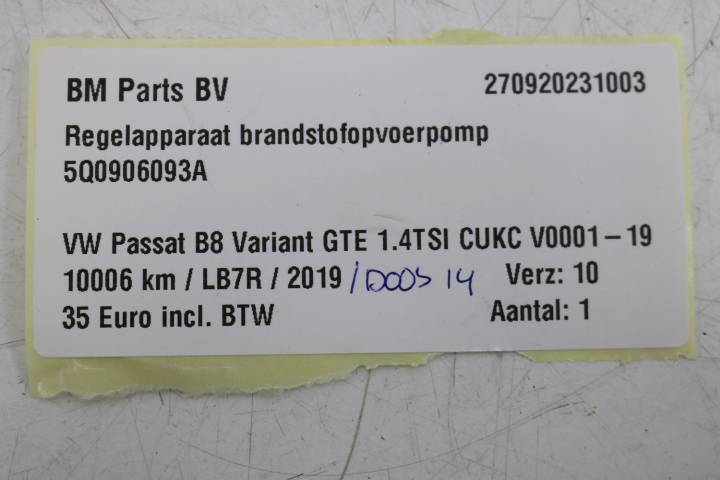 BM Parts BV 270920231003
Regelapparaat brandstofopvoerpomp
5Q0906093A
VW Passat B8 Variant GTE 1.4TSI CUKC V0001-19
10006 km / LB7R / 2019 / DOOS 14 Verz: 10
35 Euro incl. BTW Aantal: 1